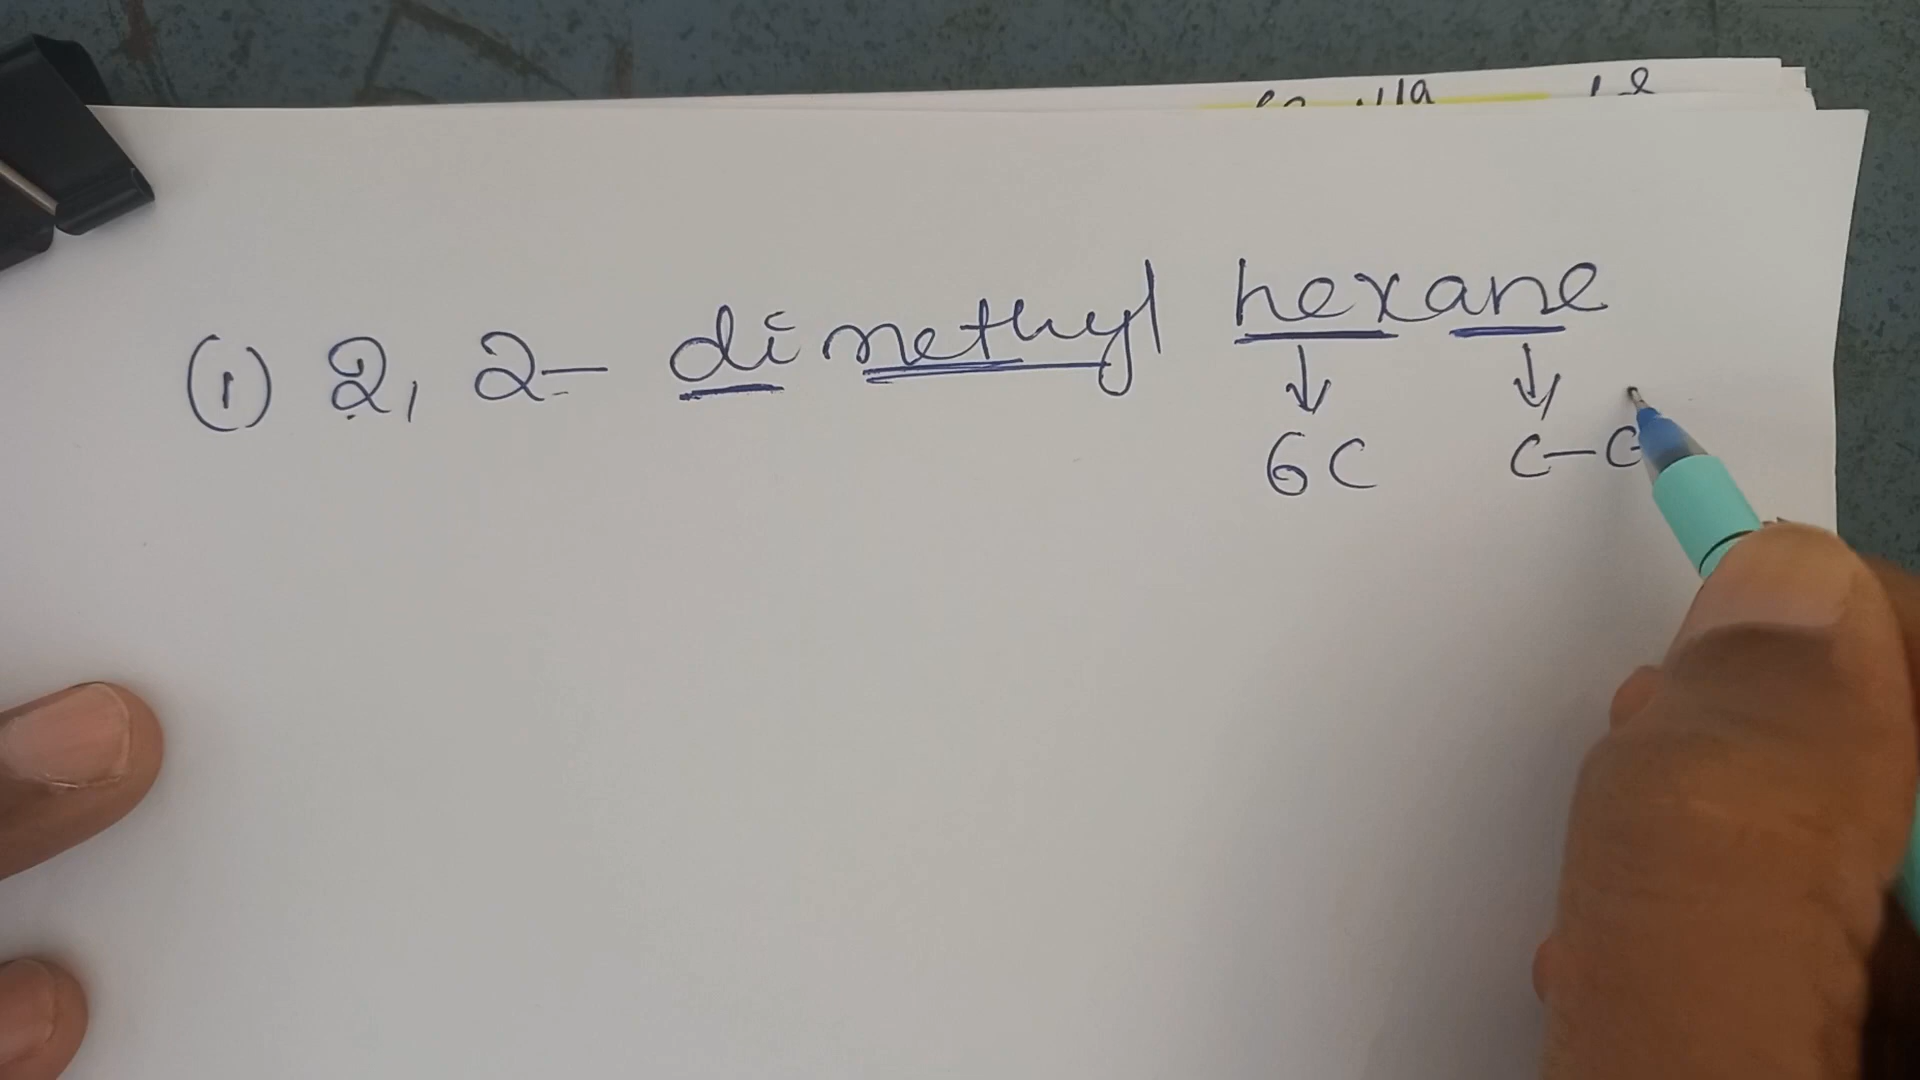 (1) 2, 2- dimethyl hexane
↓ ↓
6C C-C